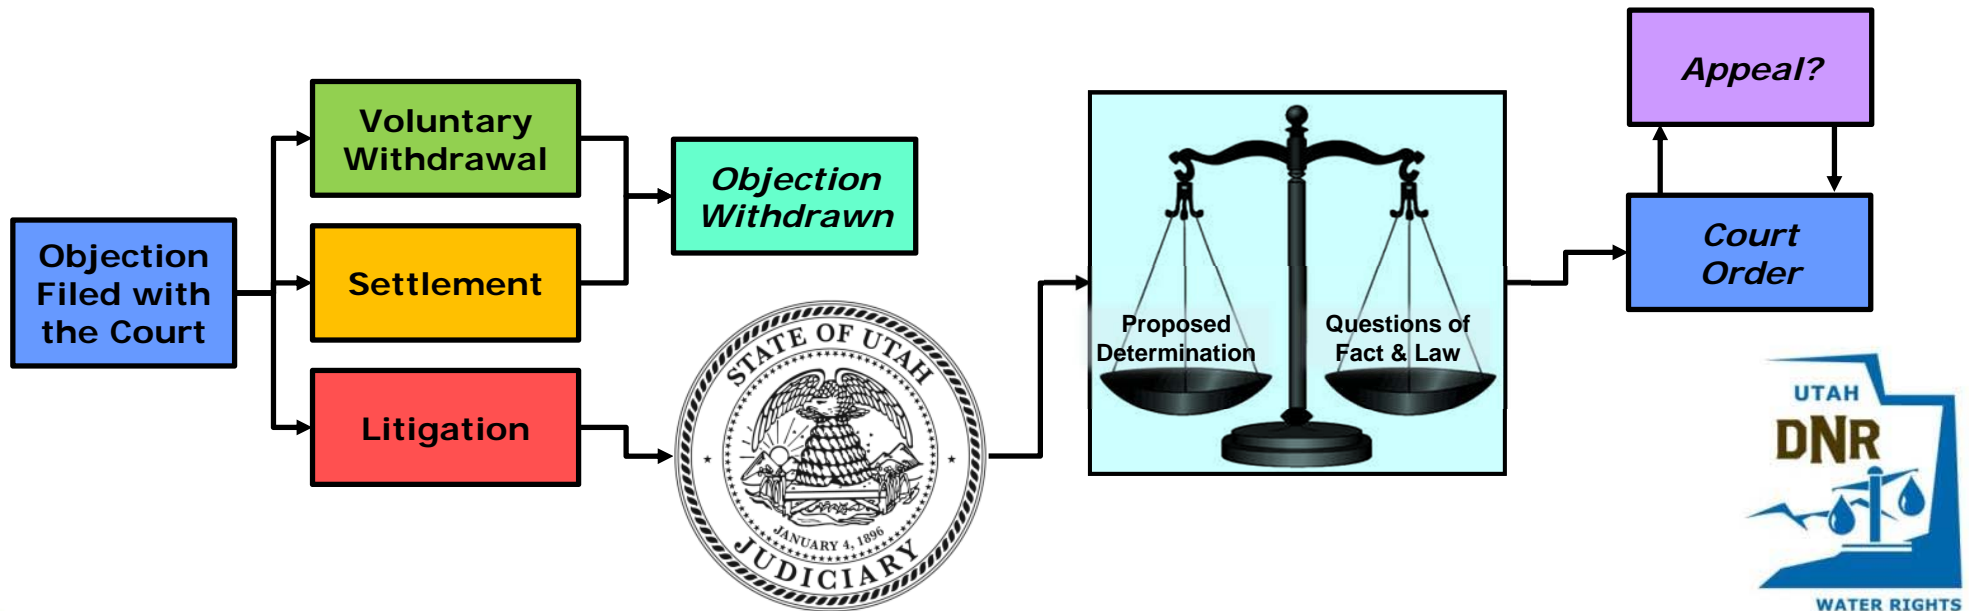 Objection
Filed with
the Court
Voluntary
Withdrawal
Settlement
Litigation
Objection
Withdrawn
STATE OF UTAH
JANUARY 4, 1896
JUDICIARY
Proposed
Determination
Questions of
Fact & Law
Appeal?
Court
Order
UTAH
DNR
WATER RIGHTS